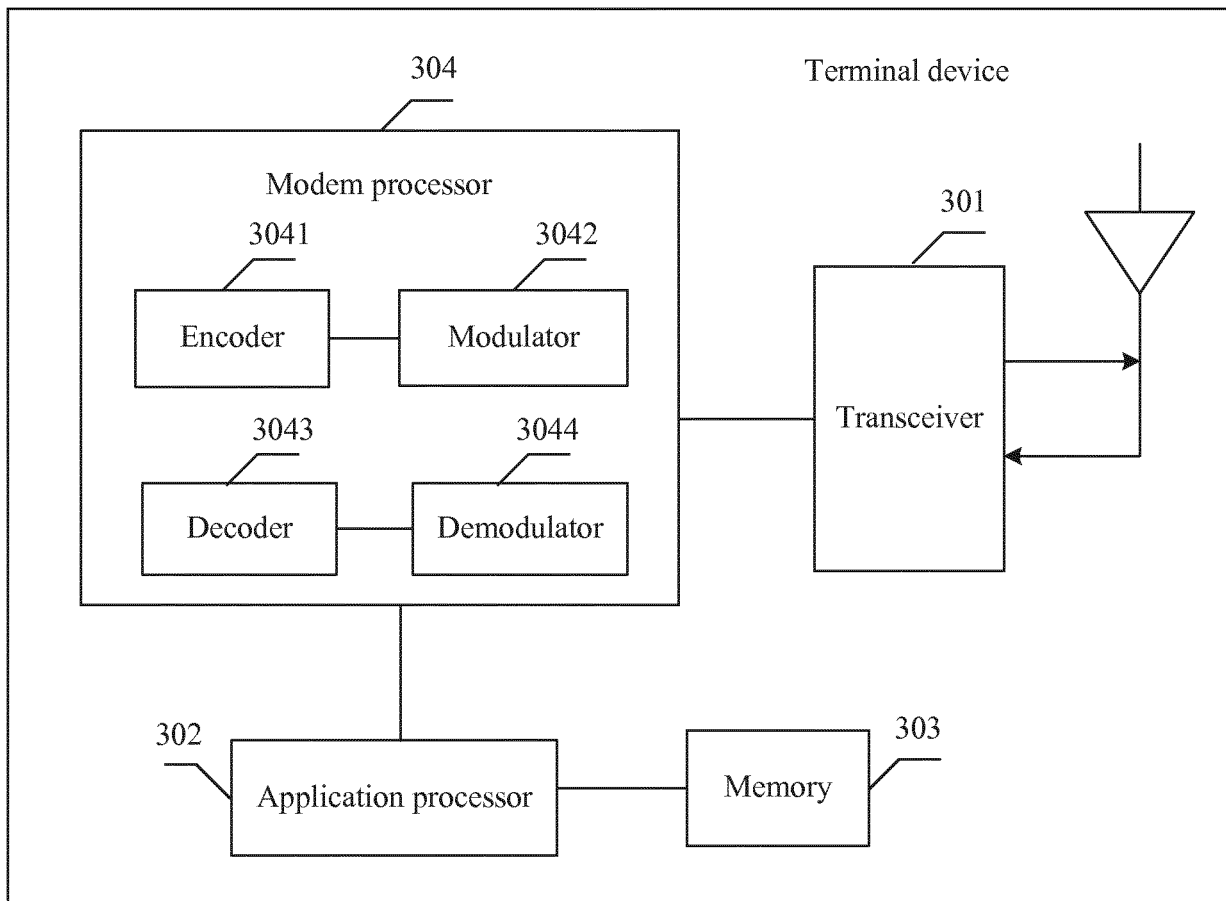 304
Terminal device
Modem processor
301
3041
3042
Encoder
Modulator
Transceiver
3043
3044
Decoder
Demodulator
302
303
Application processor
Memory